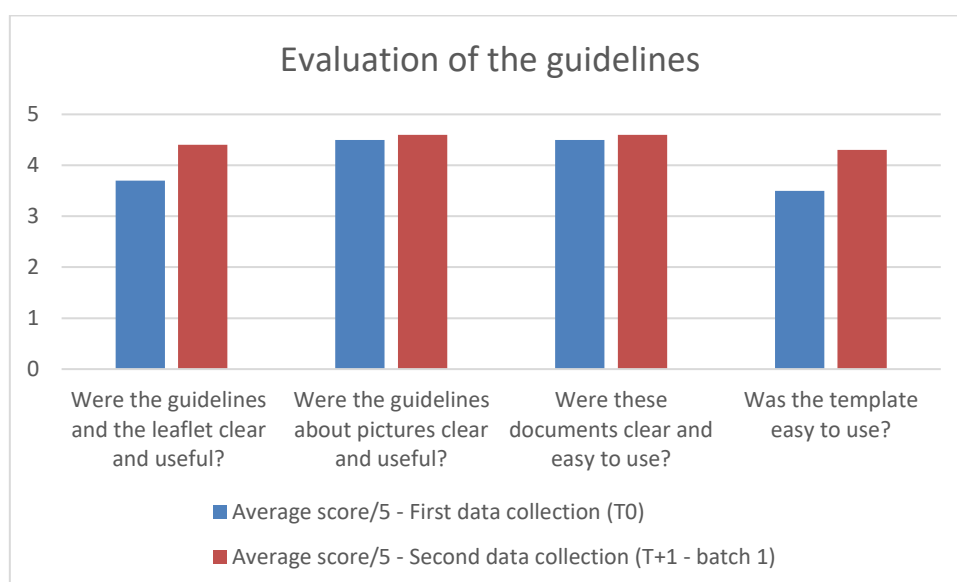 Evaluation of the guidelines
5
4
3
2
1
0
Were the guidelines
and the leaflet clear
and useful?
Were the guidelines
about pictures clear
and useful?
Were these
documents clear and
easy to use?
Was the template
easy to use?
Average score/5 - First data collection (T0)
Average score/5 - Second data collection (T+1 - batch 1)